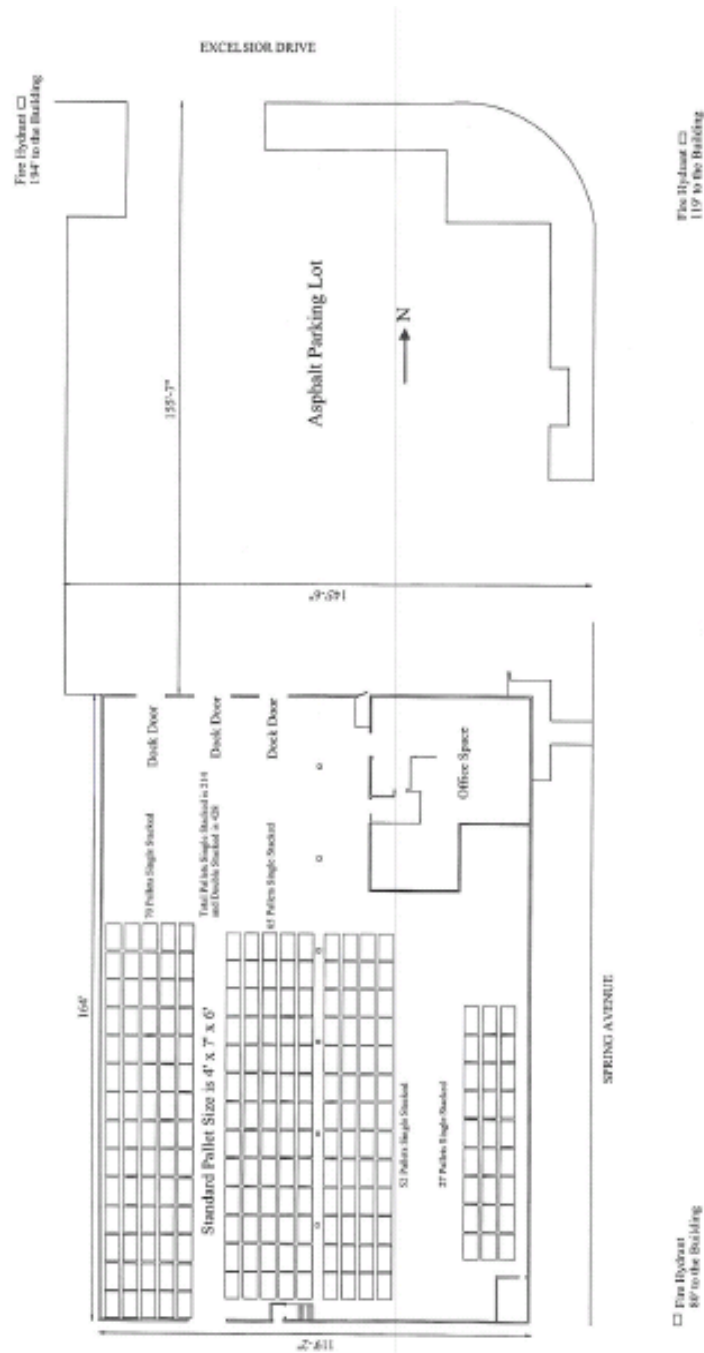 EXCELSIOR DRIVE
Fire Hydrant
194' to the Building
Fire Hydrant
119' to the Building
Asphalt Parking Lot
N
155'-7"
145'-6"
Dock Door
Dock Door
Dock Door
Office Space
70 Pallets Single Stacked
Total Pallets Single Stacked is 214
and Double Stacked is 428
65 Pallets Single Stacked
164'
Standard Pallet Size is 4' x 7' x 6'
52 Pallets Single Stacked
27 Pallets Single Stacked
SPRING AVENUE
119'-2"
Fire Hydrant
80' to the Building